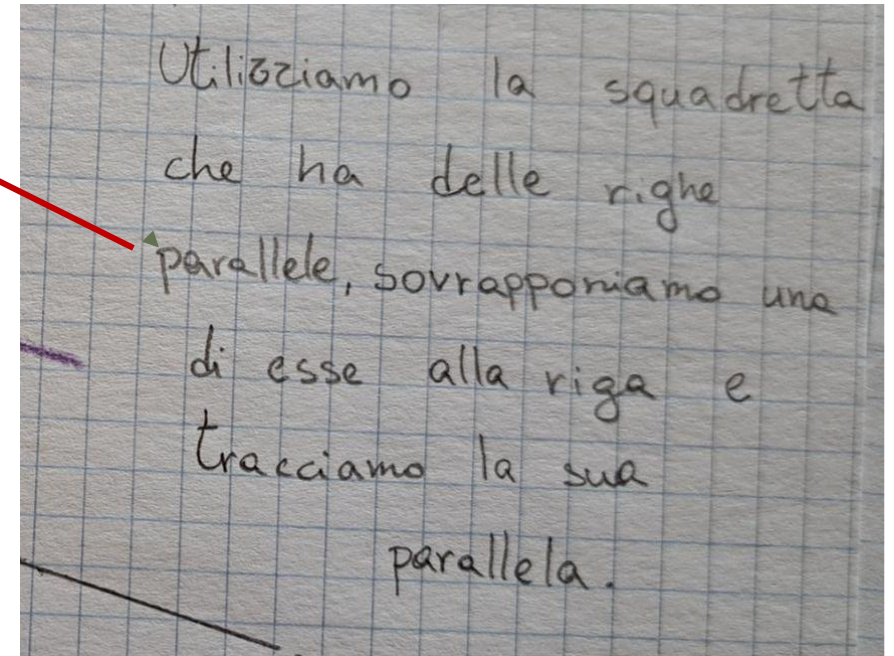 Utilizziamo la squadretta
che ha delle righe
parallele, sovrapponiamo una
di esse alla riga e
tracciamo la sua
parallela.